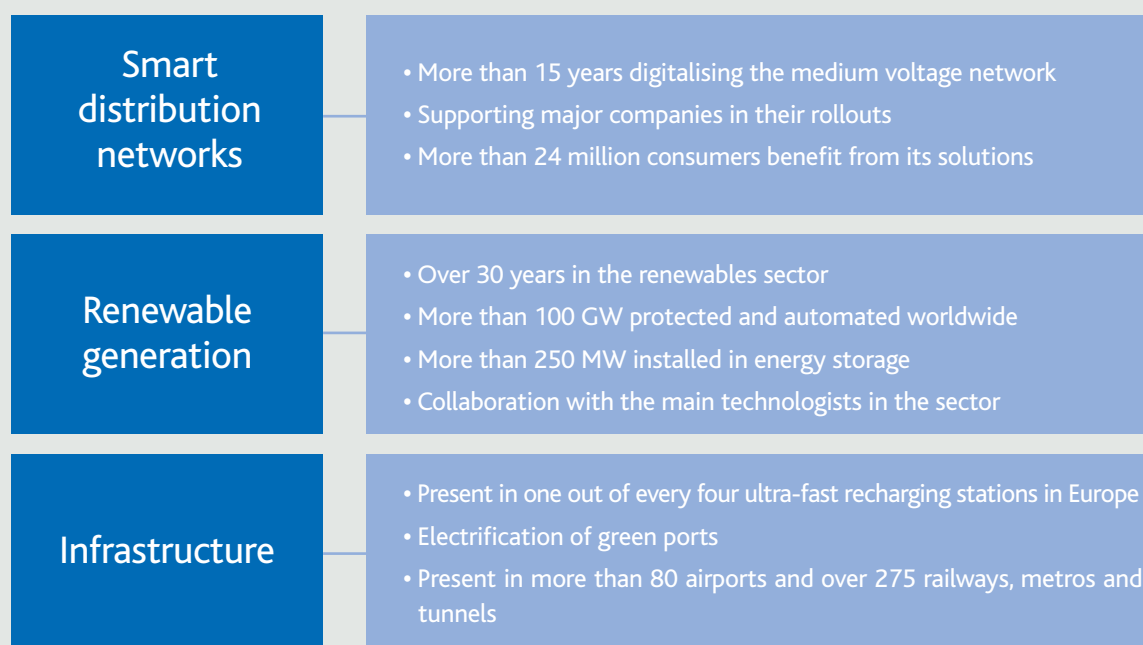 Smart
distribution
networks
• More than 15 years digitalising the medium voltage network
• Supporting major companies in their rollouts
• More than 24 million consumers benefit from its solutions
Renewable
generation
• Over 30 years in the renewables sector
• More than 100 GW protected and automated worldwide
• More than 250 MW installed in energy storage
• Collaboration with the main technologists in the sector
Infrastructure
• Present in one out of every four ultra-fast recharging stations in Europe
• Electrification of green ports
• Present in more than 80 airports and over 275 railways, metros and
tunnels